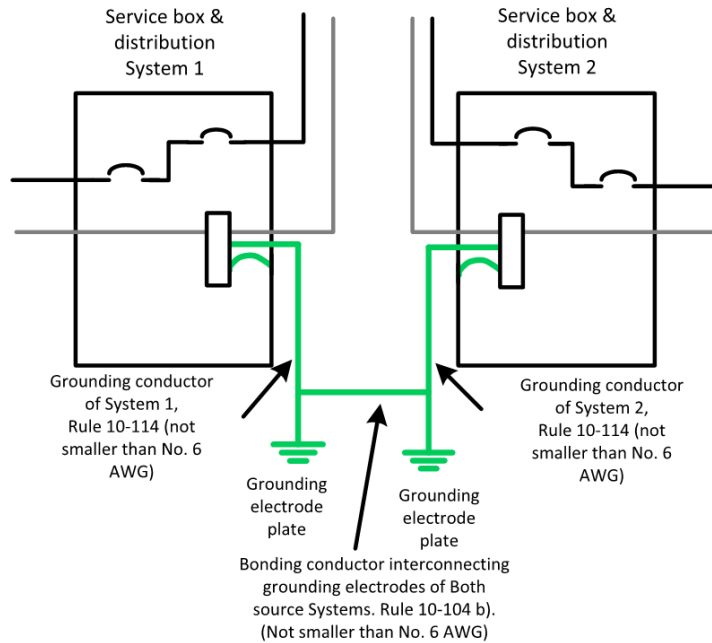 Service box &
distribution
System 1
Service box &
distribution
System 2
Grounding conductor
of System 1,
Rule 10-114 (not
smaller than No. 6
AWG)
Grounding conductor
of System 2,
Rule 10-114 (not
smaller than No. 6
AWG)
Grounding
electrode
plate
Grounding
electrode
plate
Bonding conductor interconnecting
grounding electrodes of Both
source Systems. Rule 10-104 b).
(Not smaller than No. 6 AWG)